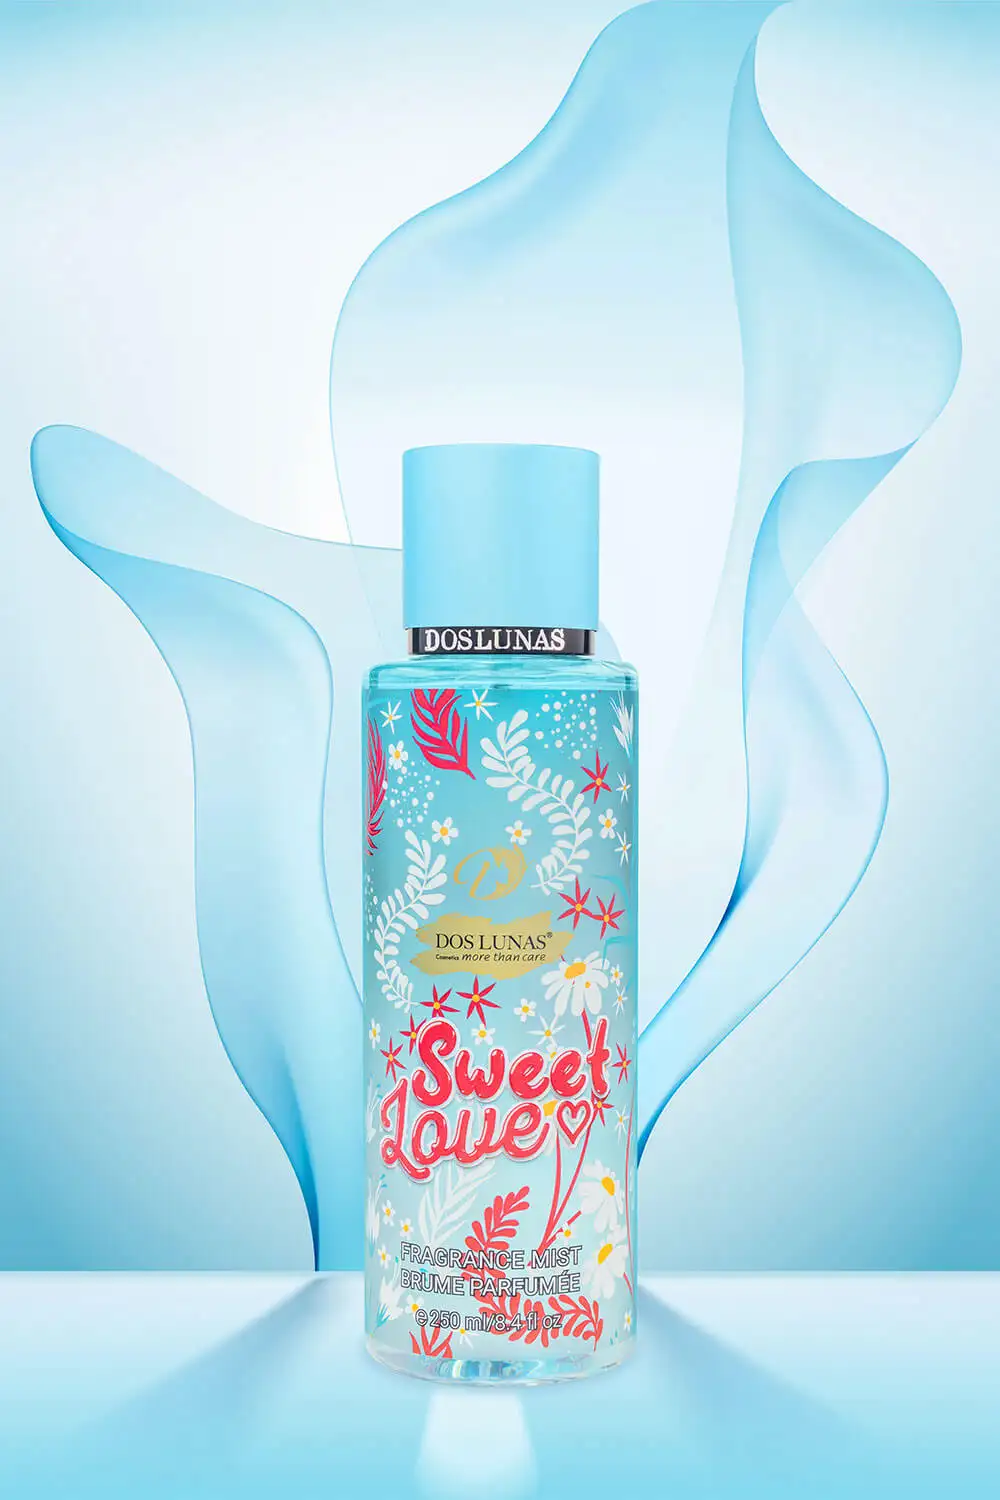 DOSLUNAS
DOS LUNAS®
Cosmetics more than care
Sweet
Love
FRAGRANCE MIST
BRUME PARFUMÉE
℮ 250 ml/8.4 fl oz